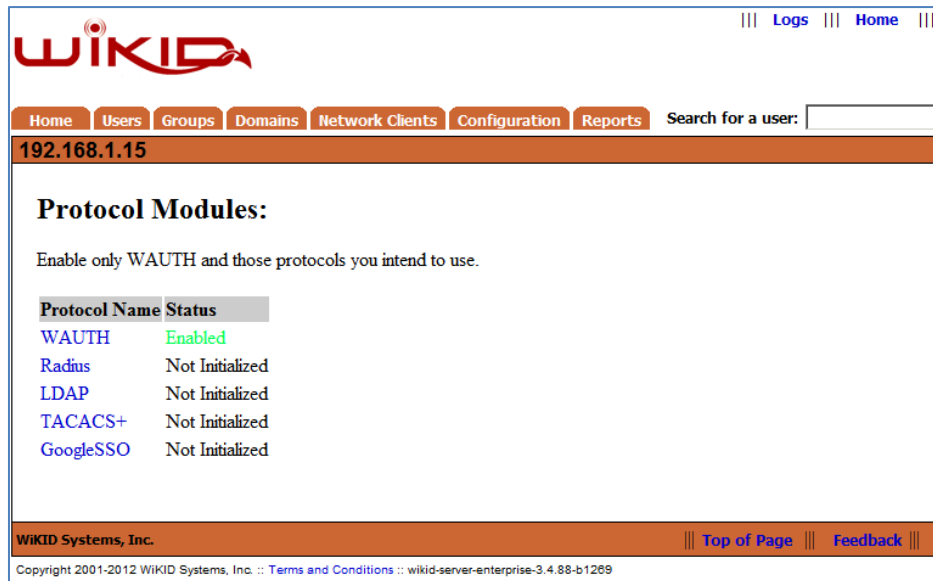 ||| Logs ||| Home |||
WiKID
Home Users Groups Domains Network Clients Configuration Reports Search for a user:
192.168.1.15
Protocol Modules:
Enable only WAUTH and those protocols you intend to use.
Protocol Name Status
WAUTH Enabled
Radius Not Initialized
LDAP Not Initialized
TACACS+ Not Initialized
GoogleSSO Not Initialized
WiKID Systems, Inc. ||| Top of Page ||| Feedback |||
Copyright 2001-2012 WiKID Systems, Inc. :: Terms and Conditions :: wikid-server-enterprise-3.4.88-b1269